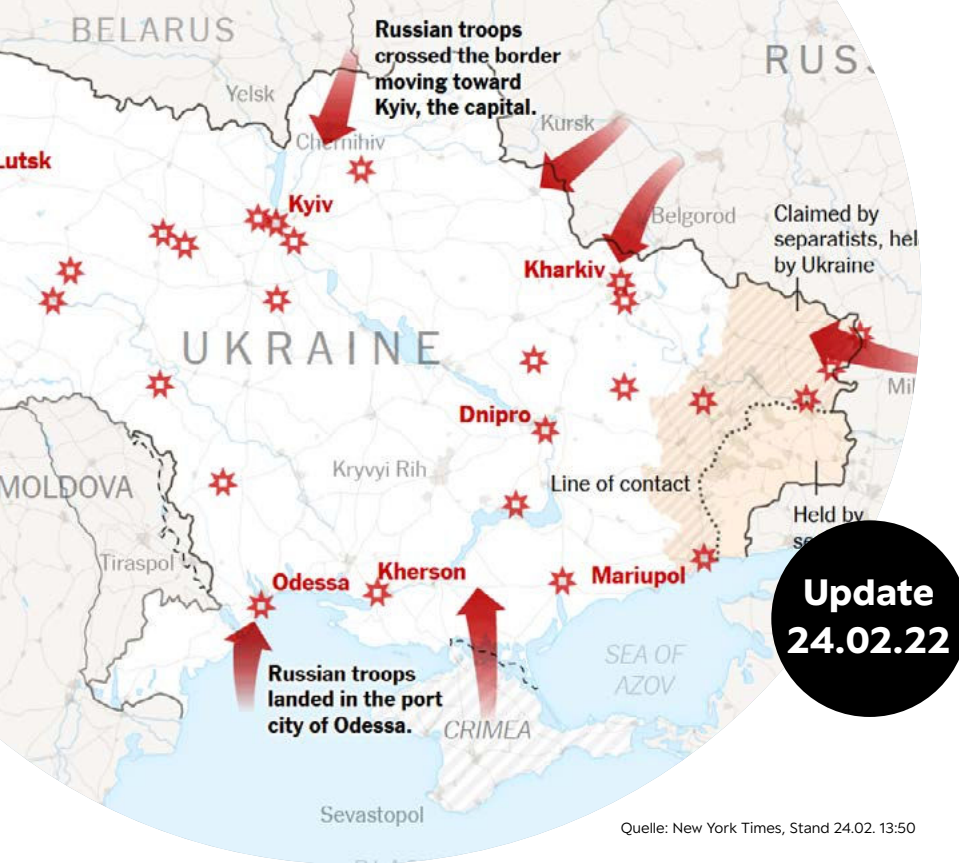 BELARUS
Russian troops
crossed the border
moving toward
Kyiv, the capital.
RUS
Yelsk
Kursk
Chernihiv
Lutsk
Kyiv
Belgorod
Claimed by
separatists, hel
by Ukraine
Kharkiv
UKRAINE
Mil
Dnipro
Kryvyi Rih
Line of contact
MOLDOVA
Held by
se
Tiraspol
Odessa
Kherson
Mariupol
Update
24.02.22
SEA OF
AZOV
Russian troops
landed in the port
city of Odessa.
CRIMEA
Sevastopol
Quelle: New York Times, Stand 24.02. 13:50